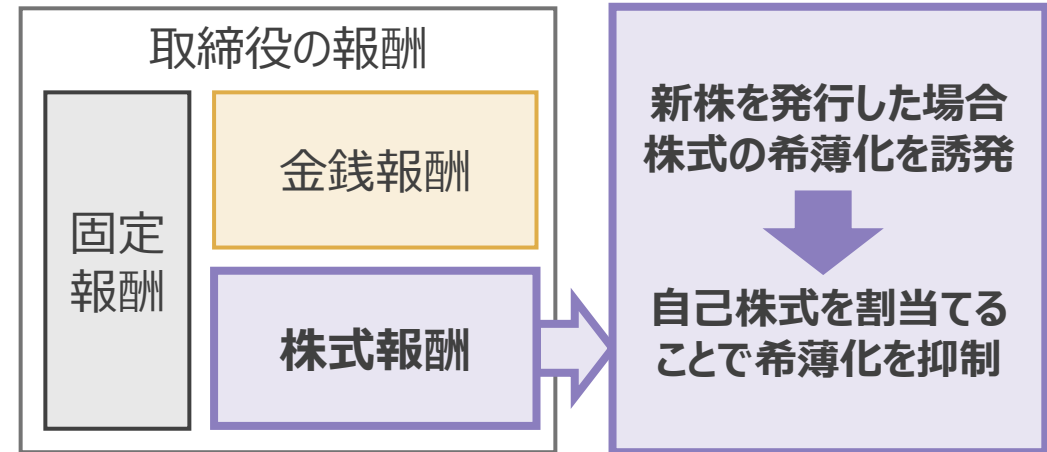 取締役の報酬
固定
報酬
金銭報酬
株式報酬
新株を発行した場合
株式の希薄化を誘発
自己株式を割当てる
ことで希薄化を抑制